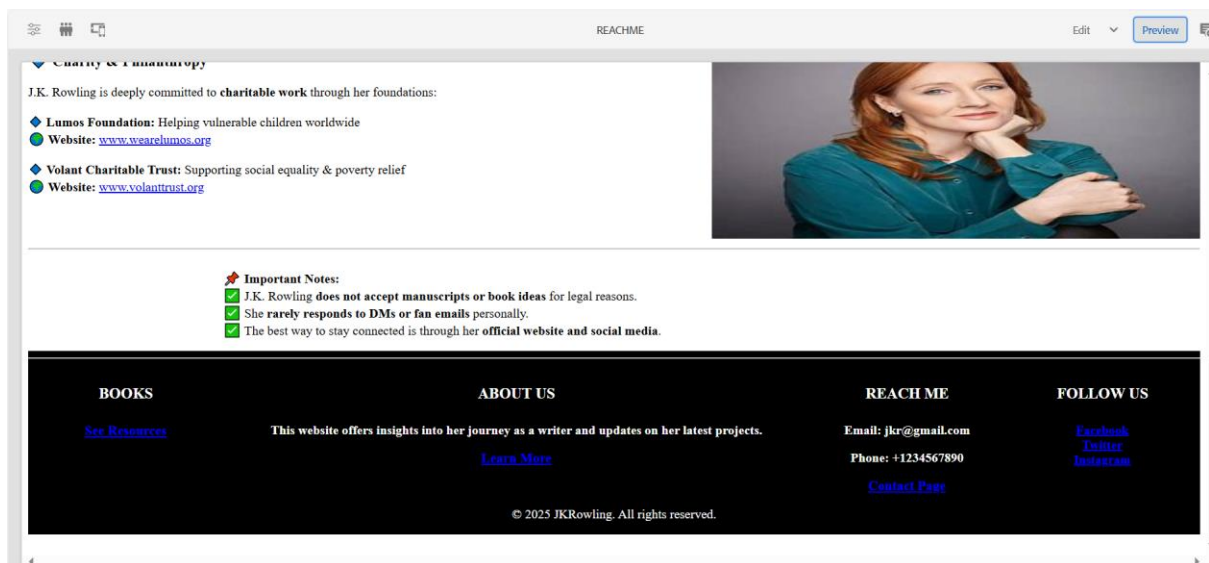 REACHME
Edit
Preview
Charity & Philanthropy
J.K. Rowling is deeply committed to charitable work through her foundations:
Lumos Foundation: Helping vulnerable children worldwide
Website: www.wearelumos.org
Volant Charitable Trust: Supporting social equality & poverty relief
Website: www.volanttrust.org
Important Notes:
J.K. Rowling does not accept manuscripts or book ideas for legal reasons.
She rarely responds to DMs or fan emails personally.
The best way to stay connected is through her official website and social media.
BOOKS
See Resources
ABOUT US
This website offers insights into her journey as a writer and updates on her latest projects.
Learn More
REACH ME
Email: jkr@gmail.com
Phone: +1234567890
Contact Page
FOLLOW US
Facebook
Twitter
Instagram
© 2025 JKRowling. All rights reserved.